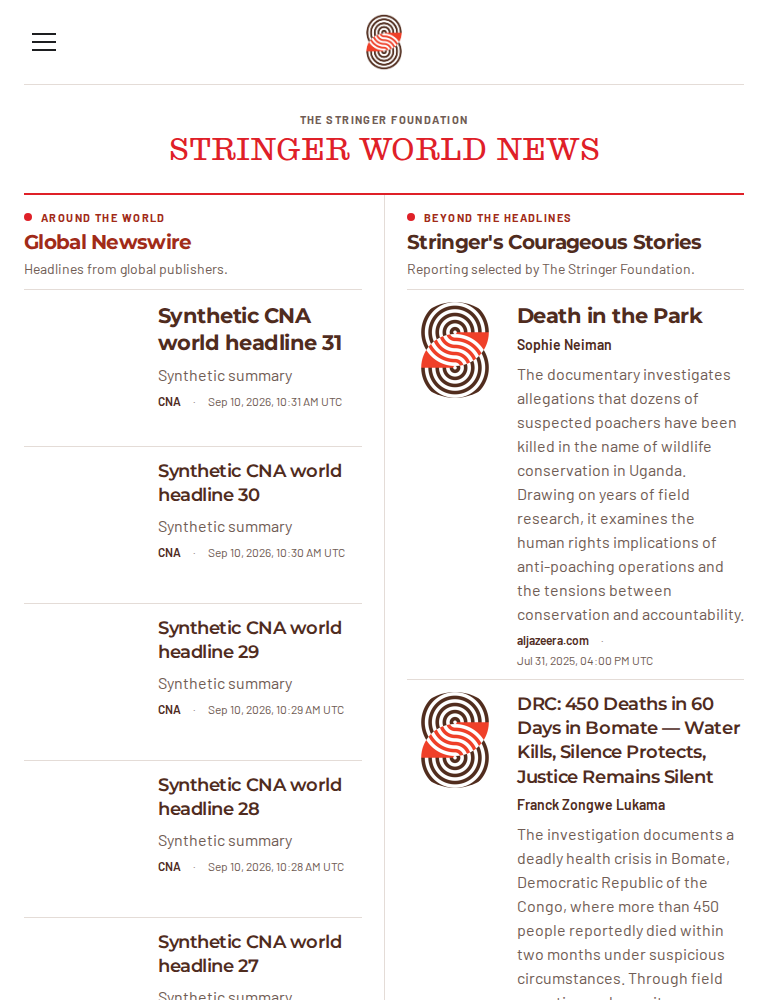 THE STRINGER FOUNDATION
STRINGER WORLD NEWS
AROUND THE WORLD
Global Newswire
Headlines from global publishers.
Synthetic CNA
world headline 31
Synthetic summary
CNA · Sep 10, 2026, 10:31 AM UTC
Synthetic CNA world
headline 30
Synthetic summary
CNA · Sep 10, 2026, 10:30 AM UTC
Synthetic CNA world
headline 29
Synthetic summary
CNA · Sep 10, 2026, 10:29 AM UTC
Synthetic CNA world
headline 28
Synthetic summary
CNA · Sep 10, 2026, 10:28 AM UTC
Synthetic CNA world
headline 27
Synthetic summary
BEYOND THE HEADLINES
Stringer's Courageous Stories
Reporting selected by The Stringer Foundation.
Death in the Park
Sophie Neiman
The documentary investigates
allegations that dozens of
suspected poachers have been
killed in the name of wildlife
conservation in Uganda.
Drawing on years of field
research, it examines the
human rights implications of
anti-poaching operations and
the tensions between
conservation and accountability.
aljazeera.com ·
Jul 31, 2025, 04:00 PM UTC
DRC: 450 Deaths in 60
Days in Bomate — Water
Kills, Silence Protects,
Justice Remains Silent
Franck Zongwe Lukama
The investigation documents a
deadly health crisis in Bomate,
Democratic Republic of the
Congo, where more than 450
people reportedly died within
two months under suspicious
circumstances. Through field